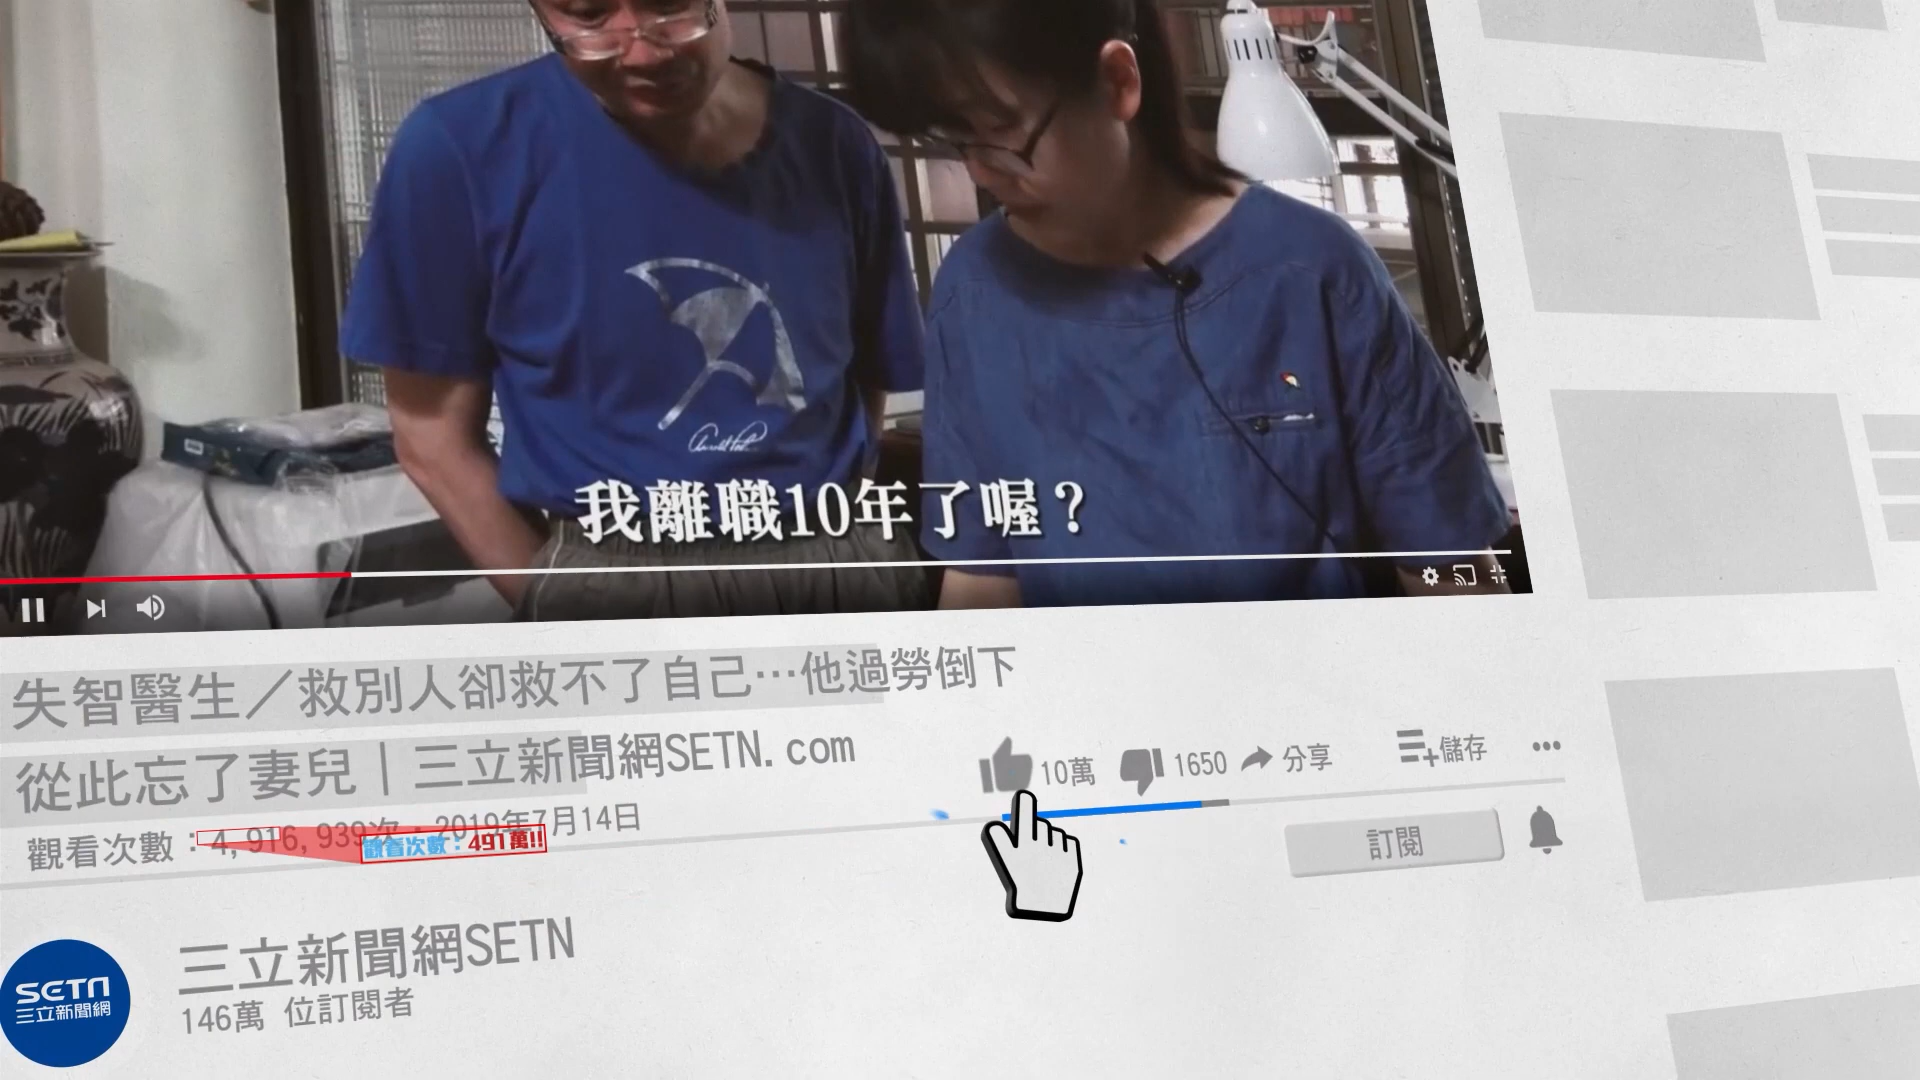 我離職10年了喔？
失智醫生／救別人卻救不了自己…他過勞倒下
從此忘了妻兒｜三立新聞網SETN.com
10萬
1650
分享
儲存
觀看次數：4,916,939次・2019年7月14日
觀看次數：491萬!!
訂閱
三立新聞網SETN
146萬 位訂閱者
SETN
三立新聞網